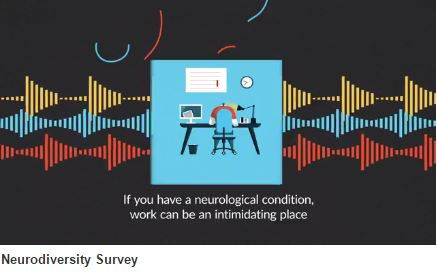 If you have a neurological condition,
work can be an intimidating place
Neurodiversity Survey